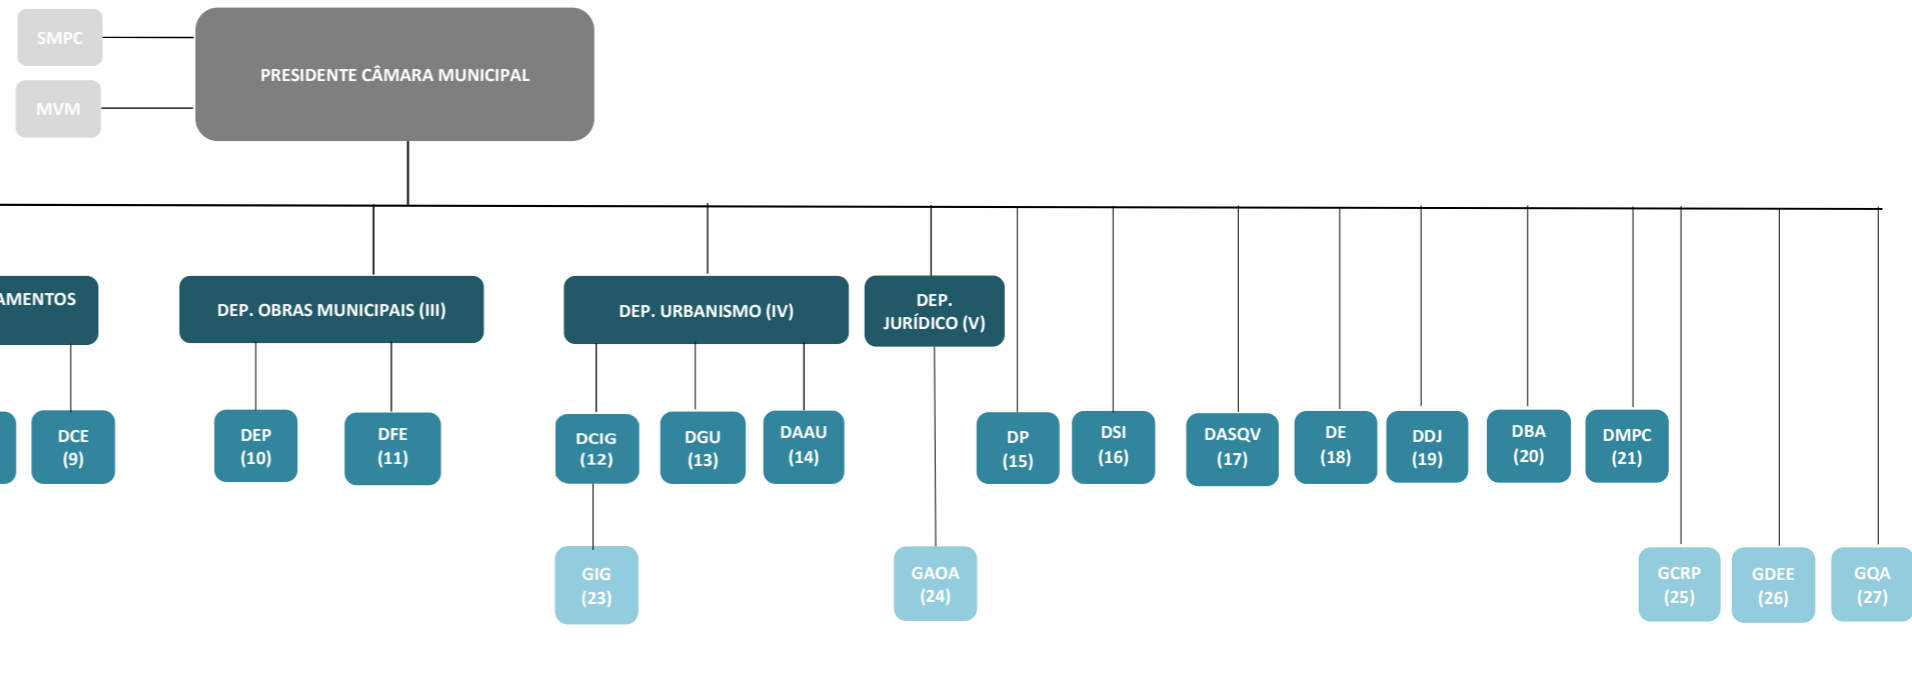 SMPC
PRESIDENTE CÂMARA MUNICIPAL
MVM
DEP. OBRAS MUNICIPAIS (III)
DEP. URBANISMO (IV)
DEP.
JURÍDICO (V)
DCE
(9)
DEP
(10)
DFE
(11)
DCIG
(12)
DGU
(13)
DAAU
(14)
DP
(15)
DSI
(16)
DASQV
(17)
DE
(18)
DDJ
(19)
DBA
(20)
DMPC
(21)
GIG
(23)
GAOA
(24)
GCRP
(25)
GDEE
(26)
GQA
(27)